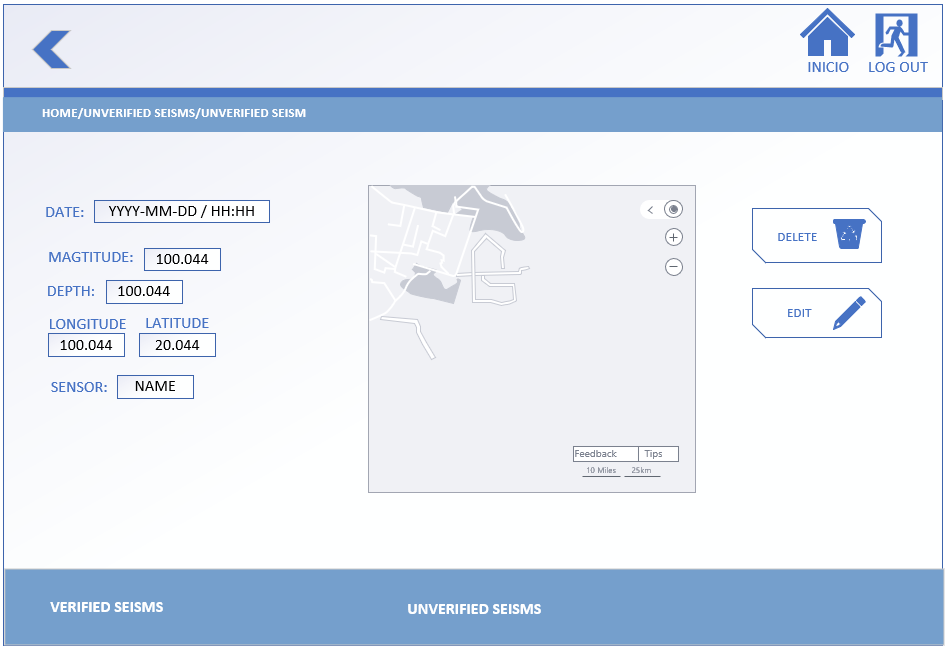 INICIO
LOG OUT
HOME/UNVERIFIED SEISMS/UNVERIFIED SEISM
DATE: YYYY-MM-DD / HH:HH
MAGTITUDE: 100.044
DEPTH: 100.044
LONGITUDE LATITUDE
100.044 20.044
SENSOR: NAME
Feedback Tips
10 Miles 25km
DELETE
EDIT
VERIFIED SEISMS
UNVERIFIED SEISMS